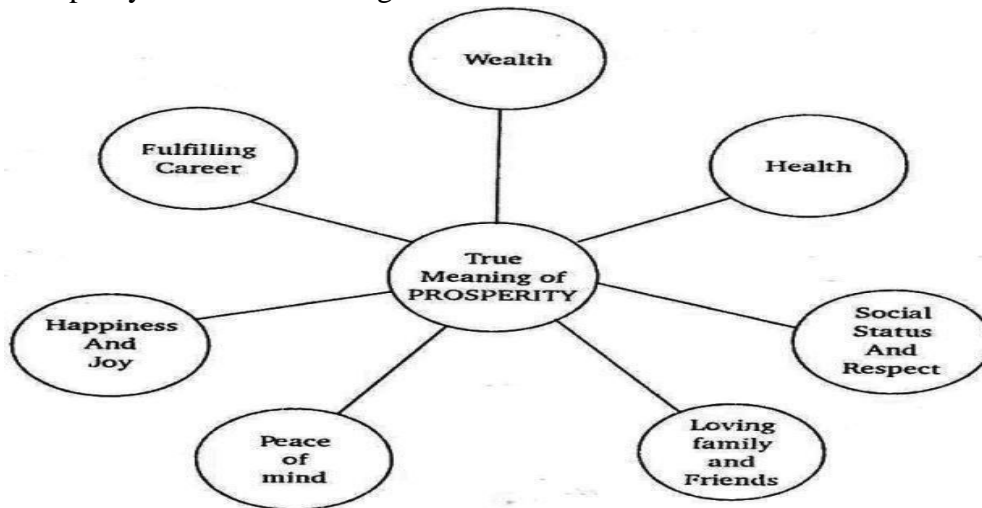 Wealth
Fulfilling
Career
Health
True
Meaning of
PROSPERITY
Happiness
And
Joy
Social
Status
And
Respect
Peace
of
mind
Loving
family
and
Friends